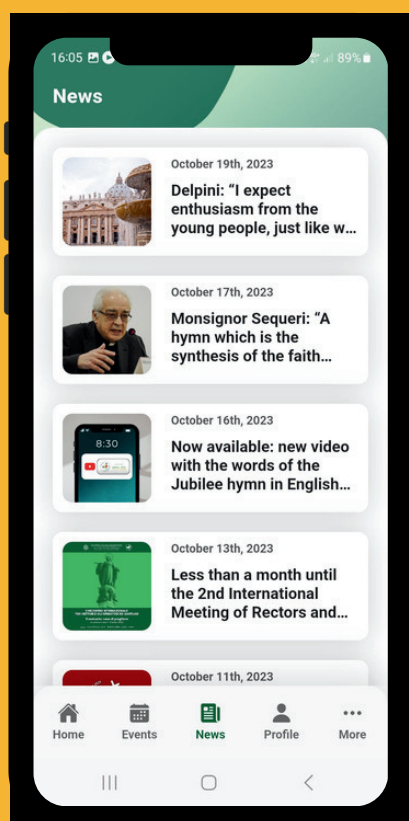 16:05
89%
News
October 19th, 2023
Delpini: “I expect
enthusiasm from the
young people, just like w...
October 17th, 2023
Monsignor Sequeri: “A
hymn which is the
synthesis of the faith...
October 16th, 2023
8:30
Now available: new video
with the words of the
Jubilee hymn in English...
October 13th, 2023
Less than a month until
the 2nd International
Meeting of Rectors and...
October 11th, 2023
Home
Events
News
Profile
More